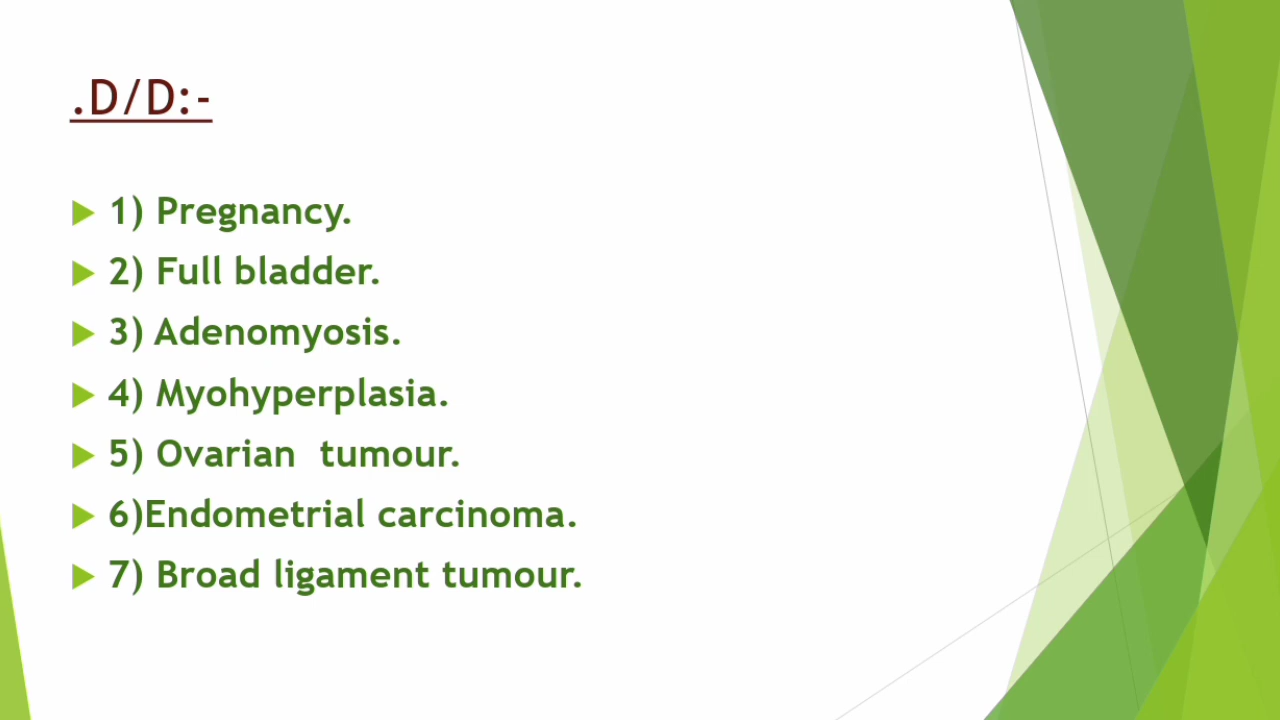 .D/D:-
1) Pregnancy.
2) Full bladder.
3) Adenomyosis.
4) Myohyperplasia.
5) Ovarian  tumour.
6)Endometrial carcinoma.
7) Broad ligament tumour.